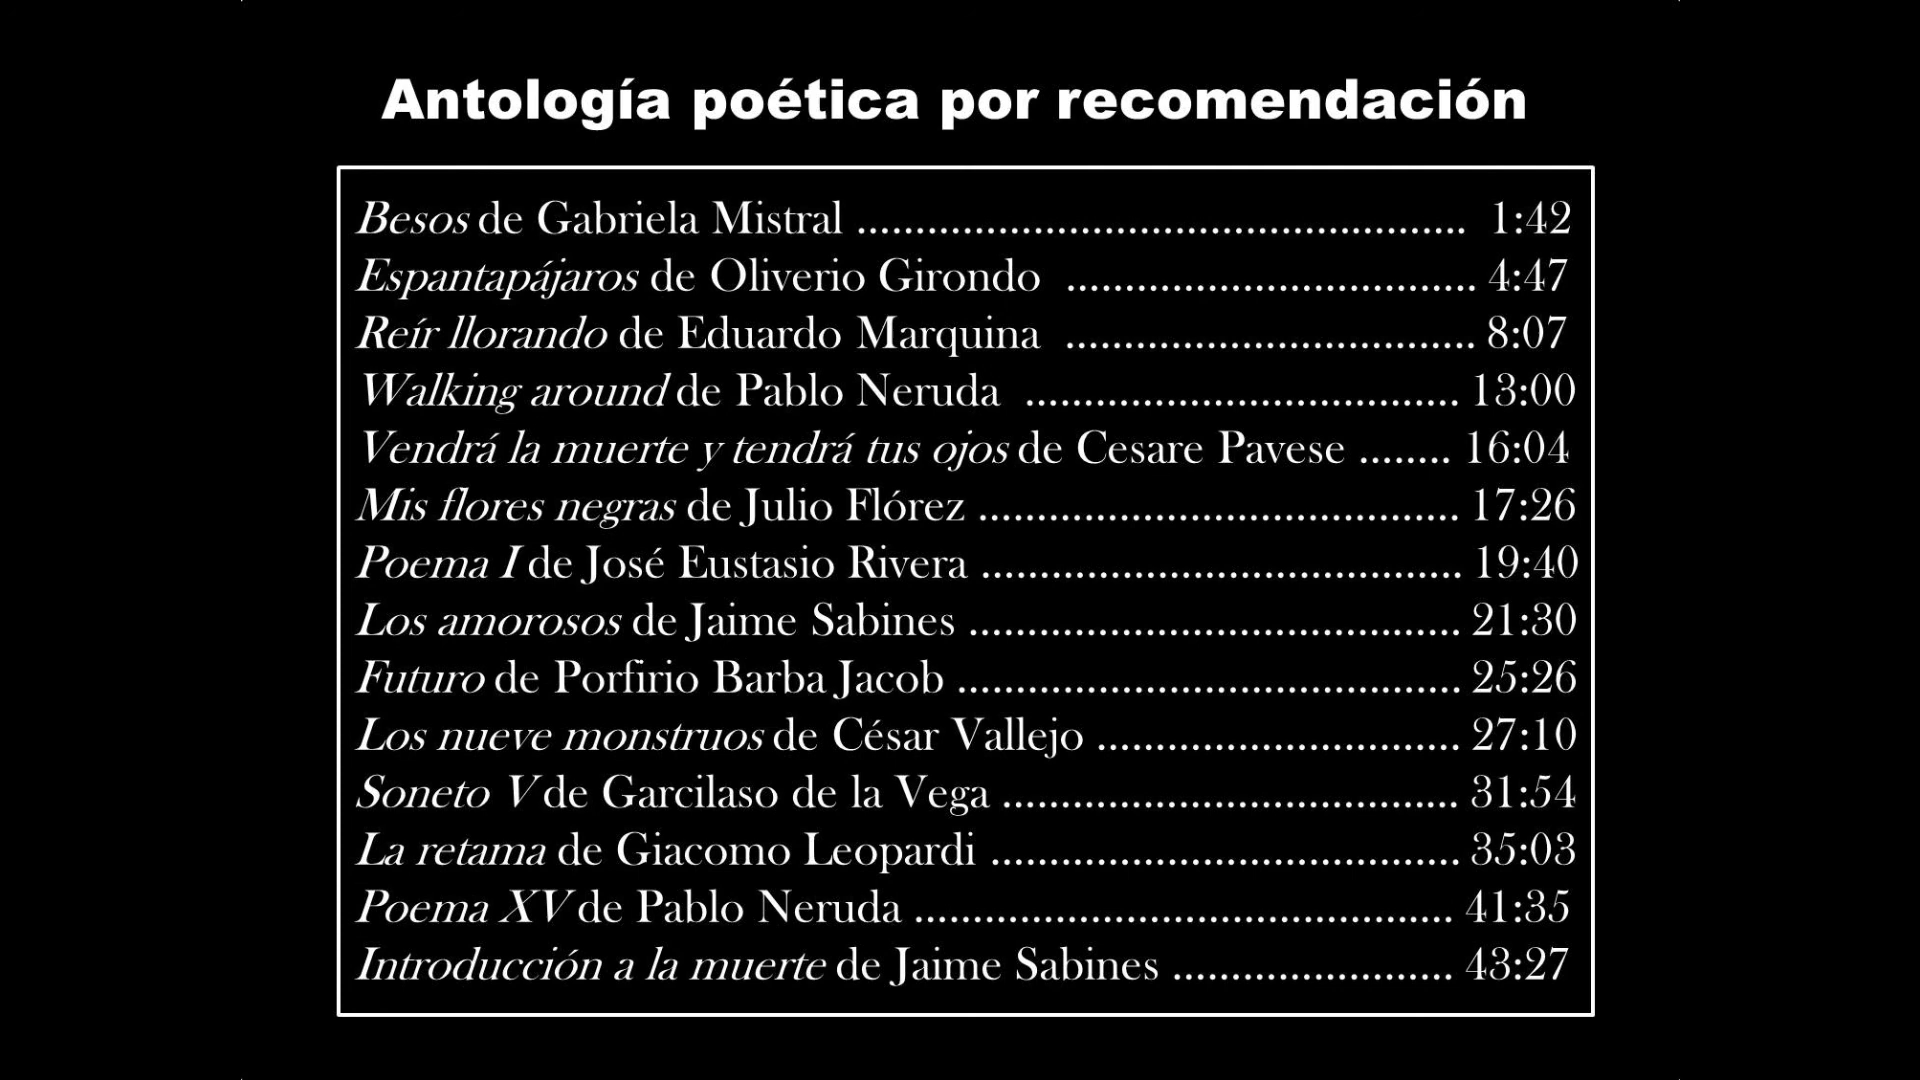 Antología poética por recomendación
Besos de Gabriela Mistral .................................................... 1:42
Espantapájaros de Oliverio Girondo ................................... 4:47
Reír llorando de Eduardo Marquina ................................... 8:07
Walking around de Pablo Neruda ..................................... 13:00
Vendrá la muerte y tendrá tus ojos de Cesare Pavese ........ 16:04
Mis flores negras de Julio Flórez ......................................... 17:26
Poema I de José Eustasio Rivera ......................................... 19:40
Los amorosos de Jaime Sabines .......................................... 21:30
Futuro de Porfirio Barba Jacob ........................................... 25:26
Los nueve monstruos de César Vallejo ............................... 27:10
Soneto V de Garcilaso de la Vega ....................................... 31:54
La retama de Giacomo Leopardi ........................................ 35:03
Poema XV de Pablo Neruda .............................................. 41:35
Introducción a la muerte de Jaime Sabines ........................ 43:27